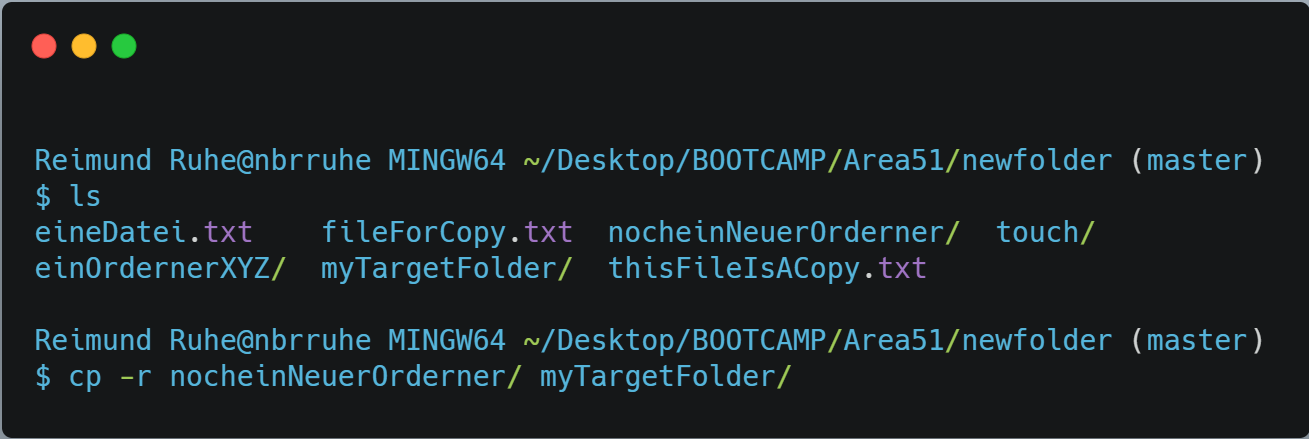 Reimund Ruhe@nbrruhe MINGW64 ~/Desktop/BOOTCAMP/Area51/newfolder (master)
$ ls
eineDatei.txt    fileForCopy.txt  nocheinNeuerOrderner/  touch/
einOrdernerXYZ/  myTargetFolder/  thisFileIsACopy.txt
Reimund Ruhe@nbrruhe MINGW64 ~/Desktop/BOOTCAMP/Area51/newfolder (master)
$ cp -r nocheinNeuerOrderner/ myTargetFolder/